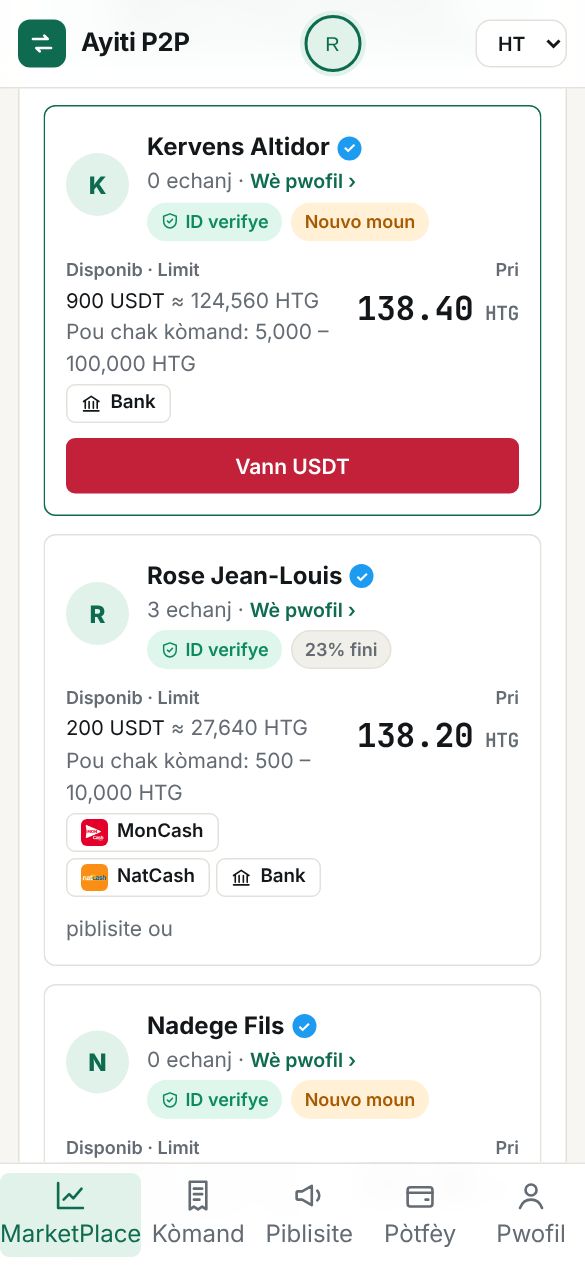 Ayiti P2P
R
HT
K
Kervens Altidor
0 echanj · Wè pwofil ›
ID verifye
Nouvo moun
Disponib · Limit
Pri
900 USDT ≈ 124,560 HTG
138.40 HTG
Pou chak kòmand: 5,000 –
100,000 HTG
Bank
Vann USDT
R
Rose Jean-Louis
3 echanj · Wè pwofil ›
ID verifye
23% fini
Disponib · Limit
Pri
200 USDT ≈ 27,640 HTG
138.20 HTG
Pou chak kòmand: 500 –
10,000 HTG
MonCash
NatCash
Bank
piblisite ou
N
Nadege Fils
0 echanj · Wè pwofil ›
ID verifye
Nouvo moun
Disponib · Limit
Pri
MarketPlace
Kòmand
Piblisite
Pòtfèy
Pwofil